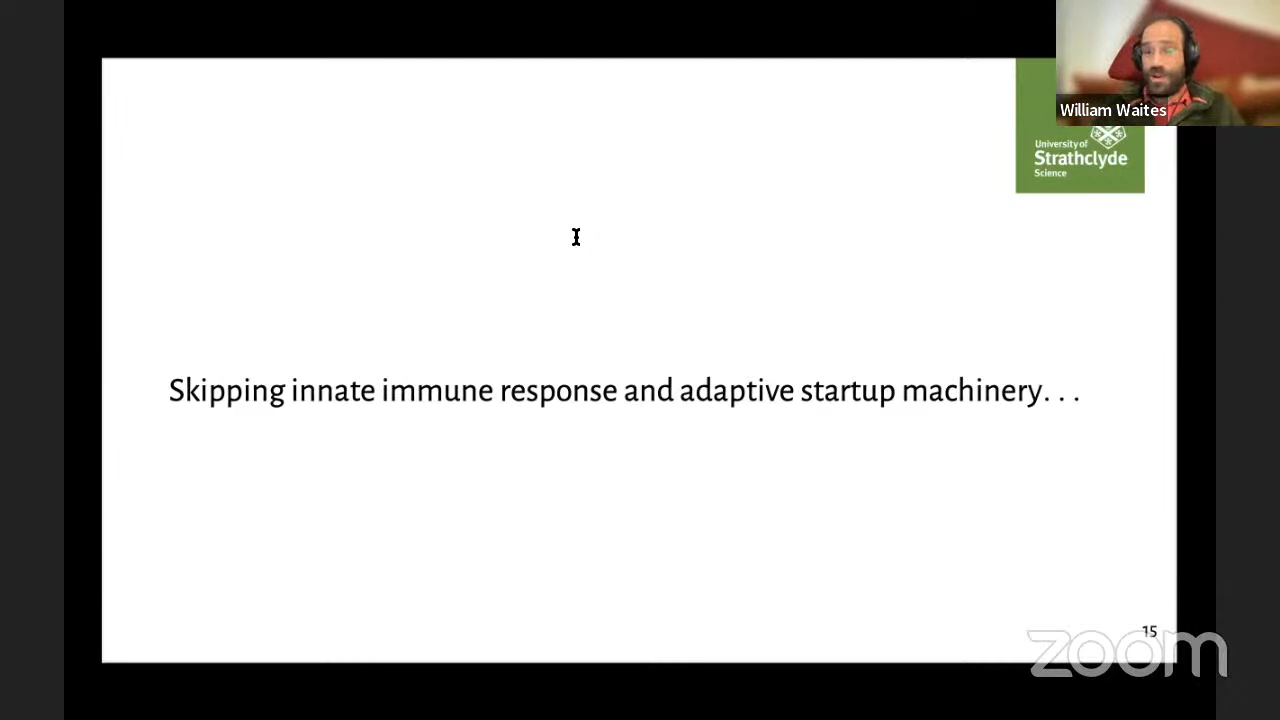 William Waites
University of
Strathclyde
Science
Skipping innate immune response and adaptive startup machinery. . .
15
zoom